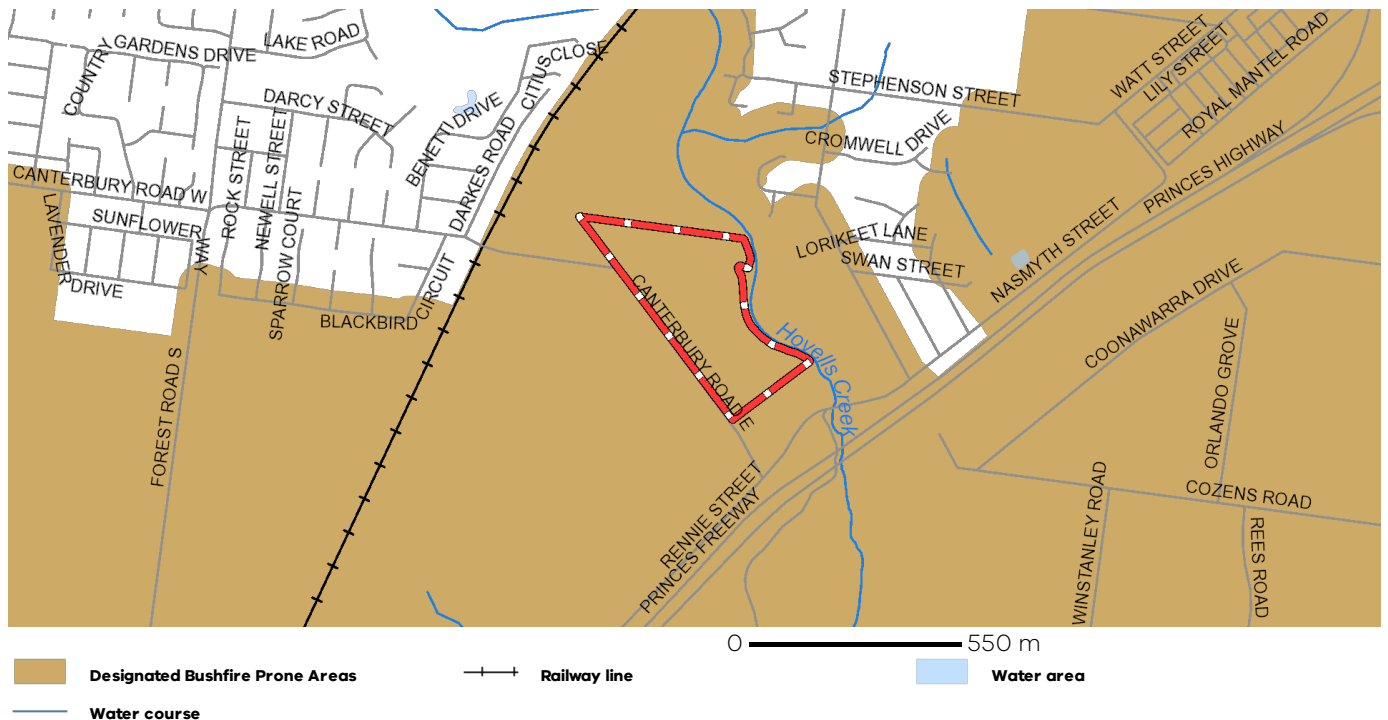 GARDENS DRIVE
LAKE ROAD
COUNTRY
DARCY STREET
BENETTI DRIVE
CITIUS CLOSE
DARKES ROAD
STEPHENSON STREET
WATT STREET
LILY STREET
ROYAL MANTEL ROAD
CROMWELL DRIVE
PRINCES HIGHWAY
CANTERBURY ROAD W
ROCK STREET
NEWELL STREET
SPARROW COURT
LAVENDER
DRIVE
SUNFLOWER
WAY
BLACKBIRD
CIRCUIT
LORIKEET LANE
SWAN STREET
NASMYTH STREET
COONAWARRA DRIVE
ORLANDO GROVE
CANTERBURY ROAD E
Hovells Creek
FOREST ROAD S
RENNIE STREET
PRINCES FREEWAY
WINSTANLEY ROAD
COZENS ROAD
REES ROAD
0 550 m
Designated Bushfire Prone Areas
Railway line
Water area
Water course